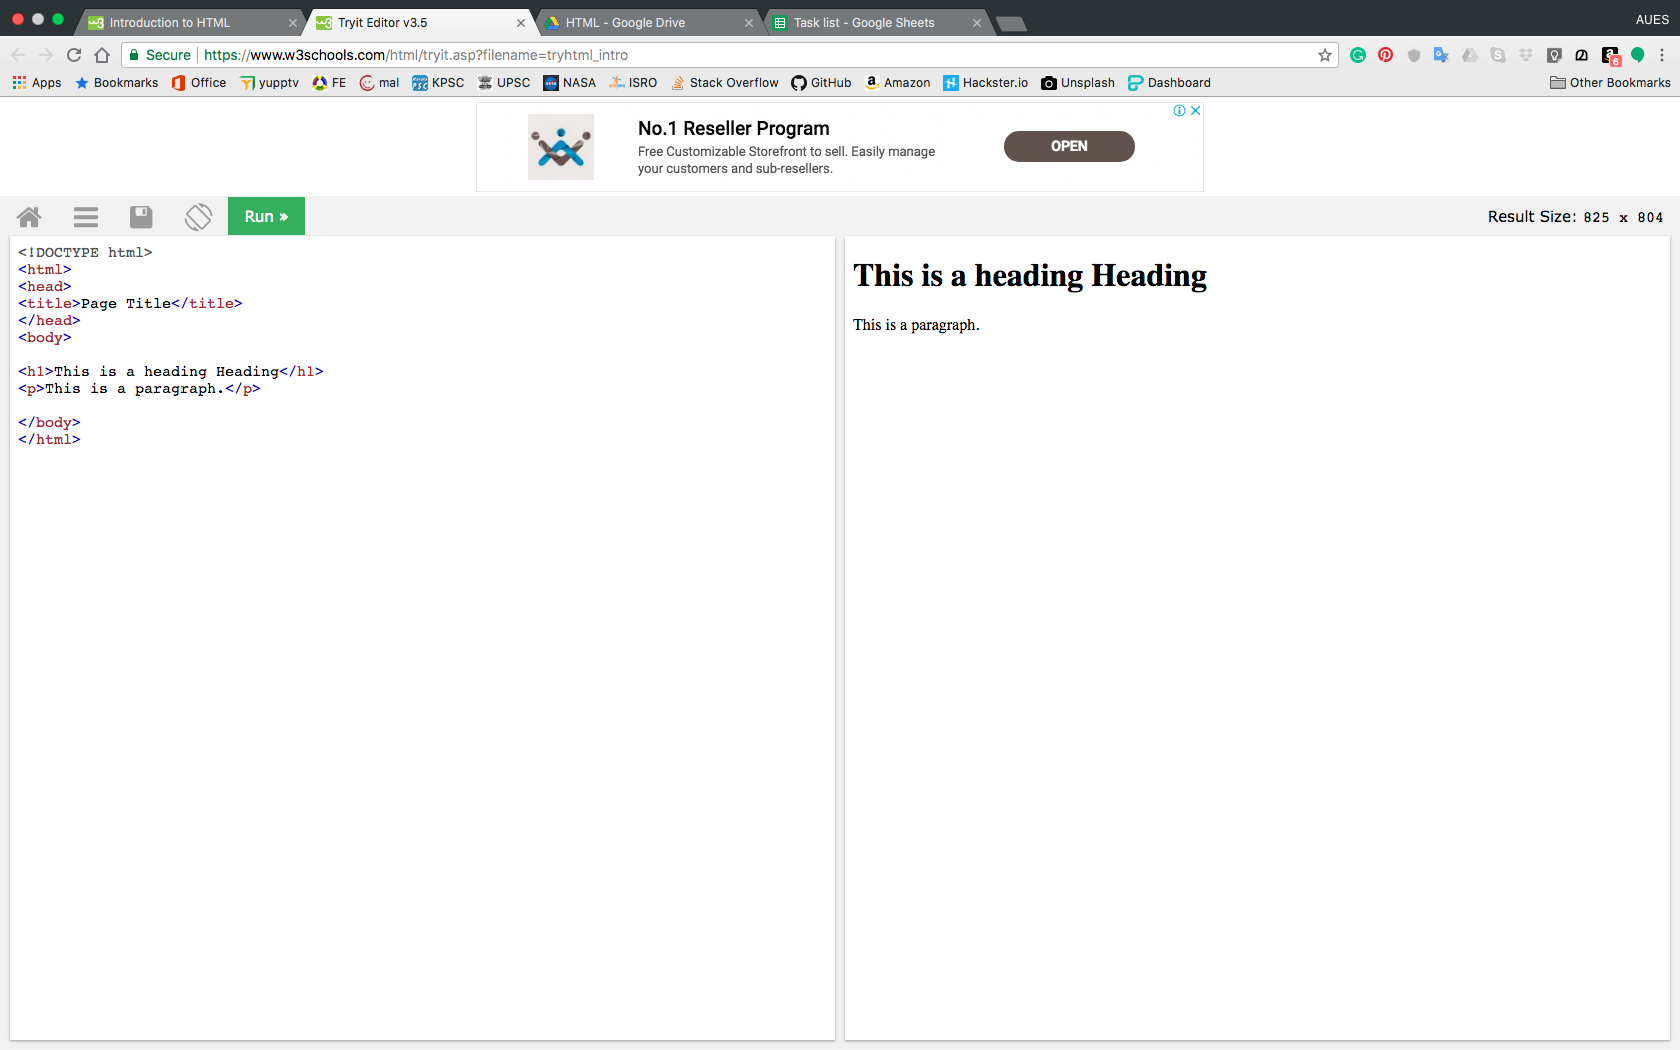 Introduction to HTML
Tryit Editor v3.5
HTML - Google Drive
Task list - Google Sheets
AUES
Secure
https://www.w3schools.com/html/tryit.asp?filename=tryhtml_intro
6
Apps
Bookmarks
Office
yupptv
FE
mal
KPSC
UPSC
NASA
ISRO
Stack Overflow
GitHub
Amazon
Hackster.io
Unsplash
Dashboard
Other Bookmarks
No.1 Reseller Program
Free Customizable Storefront to sell. Easily manage
your customers and sub-resellers.
OPEN
Run »
Result Size: 825 x 804
<!DOCTYPE html>
<html>
<head>
<title>Page Title</title>
</head>
<body>
<h1>This is a heading Heading</h1>
<p>This is a paragraph.</p>
</body>
</html>
This is a heading Heading
This is a paragraph.